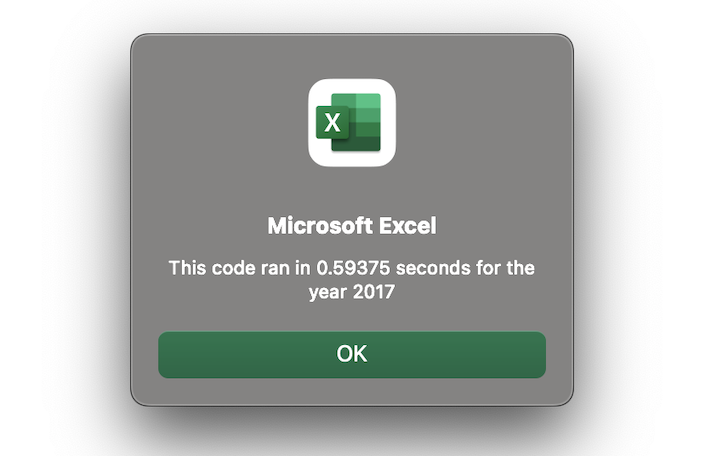 X
Microsoft Excel
This code ran in 0.59375 seconds for the
year 2017
OK